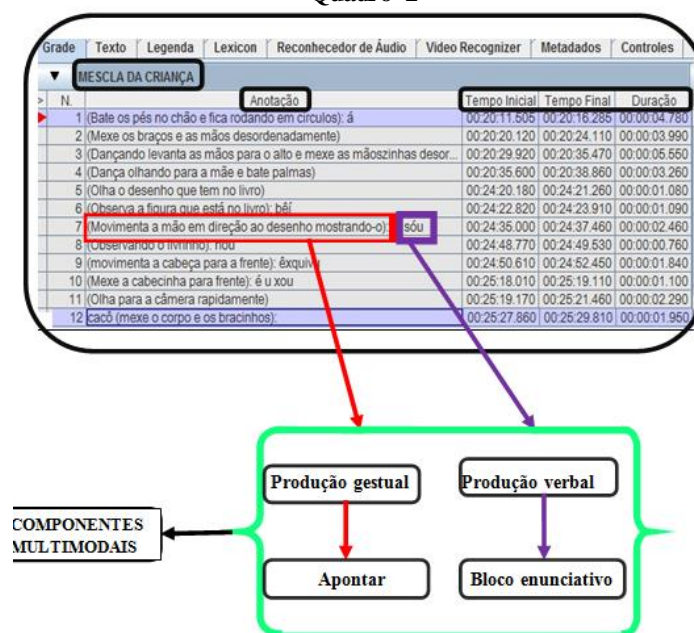 Quadro 2
Grade Texto Legenda Lexicon Reconhecedor de Áudio Video Recognizer Metadados Controles
▼ MESCLA DA CRIANÇA
> N. Anotação Tempo Inicial Tempo Final Duração
1 (Bate os pés no chão e fica rodando em círculos): á 00:20:11.505 00:20:16.285 00:00:04.780
2 (Mexe os braços e as mãos desordenadamente) 00:20:20.120 00:20:24.110 00:00:03.990
3 (Dançando levanta as mãos para o alto e mexe as mãoszinhas desor... 00:20:29.920 00:20:35.470 00:00:05.550
4 (Dança olhando para a mãe e bate palmas) 00:20:35.600 00:20:38.860 00:00:03.260
5 (Olha o desenho que tem no livro) 00:24:20.180 00:24:21.260 00:00:01.080
6 (Observa a figura que está no livro): bêí 00:24:22.820 00:24:23.910 00:00:01.090
7 (Movimenta a mão em direção ao desenho mostrando-o): sóu 00:24:35.000 00:24:37.460 00:00:02.460
8 (Observando o livrinho): hou 00:24:48.770 00:24:49.530 00:00:00.760
9 (movimenta a cabeça para a frente): êxquivu 00:24:50.610 00:24:52.450 00:00:01.840
10 (Mexe a cabecinha para frente): é u xou 00:25:18.010 00:25:19.110 00:00:01.100
11 (Olha para a câmera rapidamente) 00:25:19.170 00:25:21.460 00:00:02.290
12 cacô (mexe o corpo e os bracinhos): 00:25:27.860 00:25:29.810 00:00:01.950
Produção gestual
Produção verbal
COMPONENTES
MULTIMODAIS
Apontar
Bloco enunciativo